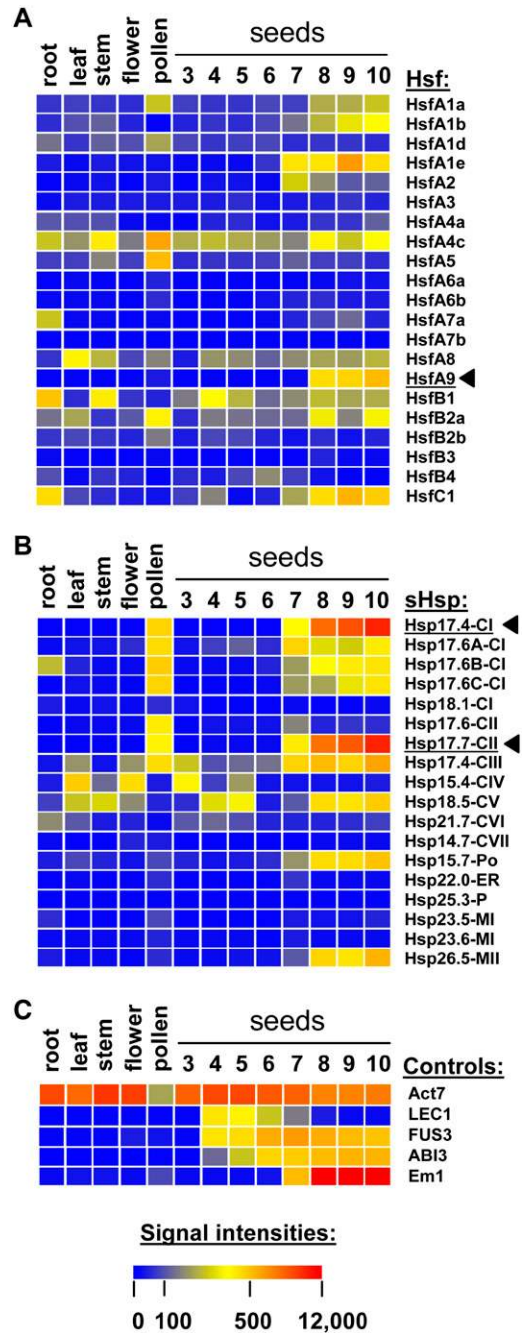 A
seeds
root leaf stem flower pollen 3 4 5 6 7 8 9 10 Hsf:
HsfA1a
HsfA1b
HsfA1d
HsfA1e
HsfA2
HsfA3
HsfA4a
HsfA4c
HsfA5
HsfA6a
HsfA6b
HsfA7a
HsfA7b
HsfA8
HsfA9
HsfB1
HsfB2a
HsfB2b
HsfB3
HsfB4
HsfC1
B
seeds
root leaf stem flower pollen 3 4 5 6 7 8 9 10 sHsp:
Hsp17.4-CI
Hsp17.6A-CI
Hsp17.6B-CI
Hsp17.6C-CI
Hsp18.1-CI
Hsp17.6-CII
Hsp17.7-CII
Hsp17.4-CIII
Hsp15.4-CIV
Hsp18.5-CV
Hsp21.7-CVI
Hsp14.7-CVII
Hsp15.7-Po
Hsp22.0-ER
Hsp25.3-P
Hsp23.5-MI
Hsp23.6-MI
Hsp26.5-MII
C
seeds
root leaf stem flower pollen 3 4 5 6 7 8 9 10 Controls:
Act7
LEC1
FUS3
ABI3
Em1
Signal intensities:
0 100 500 12,000